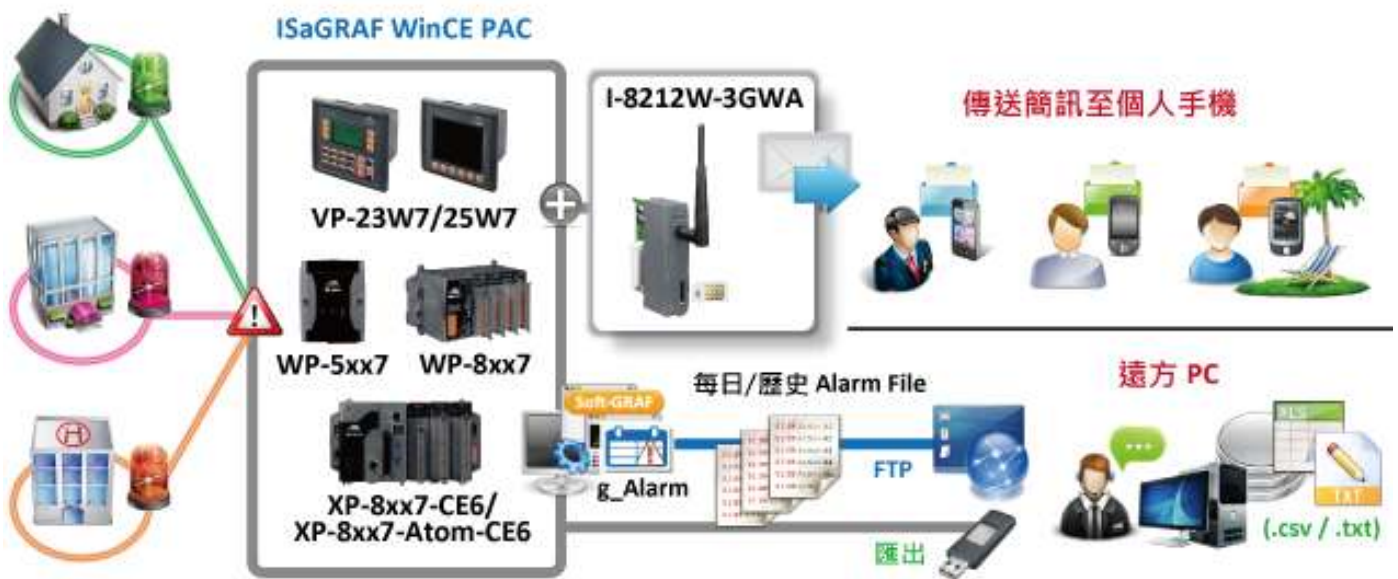 ISaGRAF WinCE PAC
VP-23W7/25W7
WP-5xx7
WP-8xx7
XP-8xx7-CE6/
XP-8xx7-Atom-CE6
I-8212W-3GWA
傳送簡訊至個人手機
Soft-GRAF
g_Alarm
每日/歷史 Alarm File
FTP
匯出
遠方 PC
XLS
TXT
(.csv / .txt)
H
!